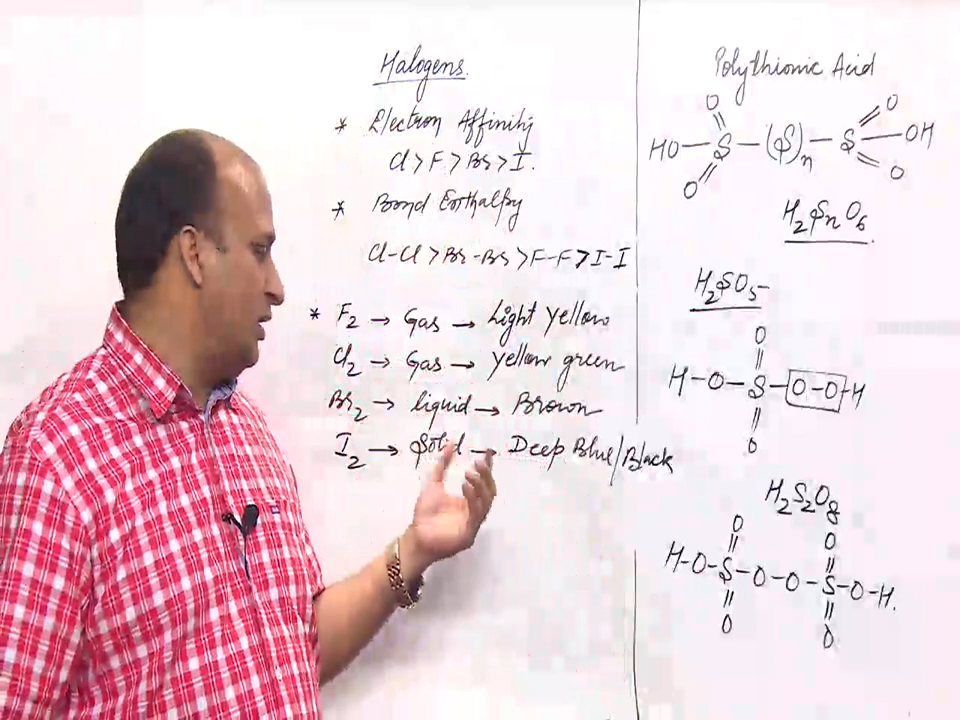 Halogens.
* Electron Affinity
Cl > F > Br > I.
* Bond Enthalpy
Cl-Cl > Br-Br > F-F > I-I
* F₂ → Gas → Light Yellow
Cl₂ → Gas → Yellow green
Br₂ → liquid → Brown
I₂ → Solid → Deep Blue/Black
Polythionic Acid
O O
HO-S-(S)n-S-OH
O O
H₂SnO₆.
H₂SO₅-
O
H-O-S-O-O-H
O
H₂S₂O₈
O O
H-O-S-O-O-S-O-H.
O O